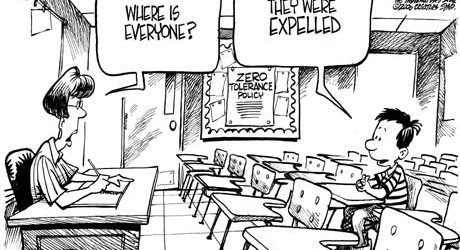 WHERE IS
EVERYONE?
THEY WERE
EXPELLED
ZERO
TOLERANCE
POLICY